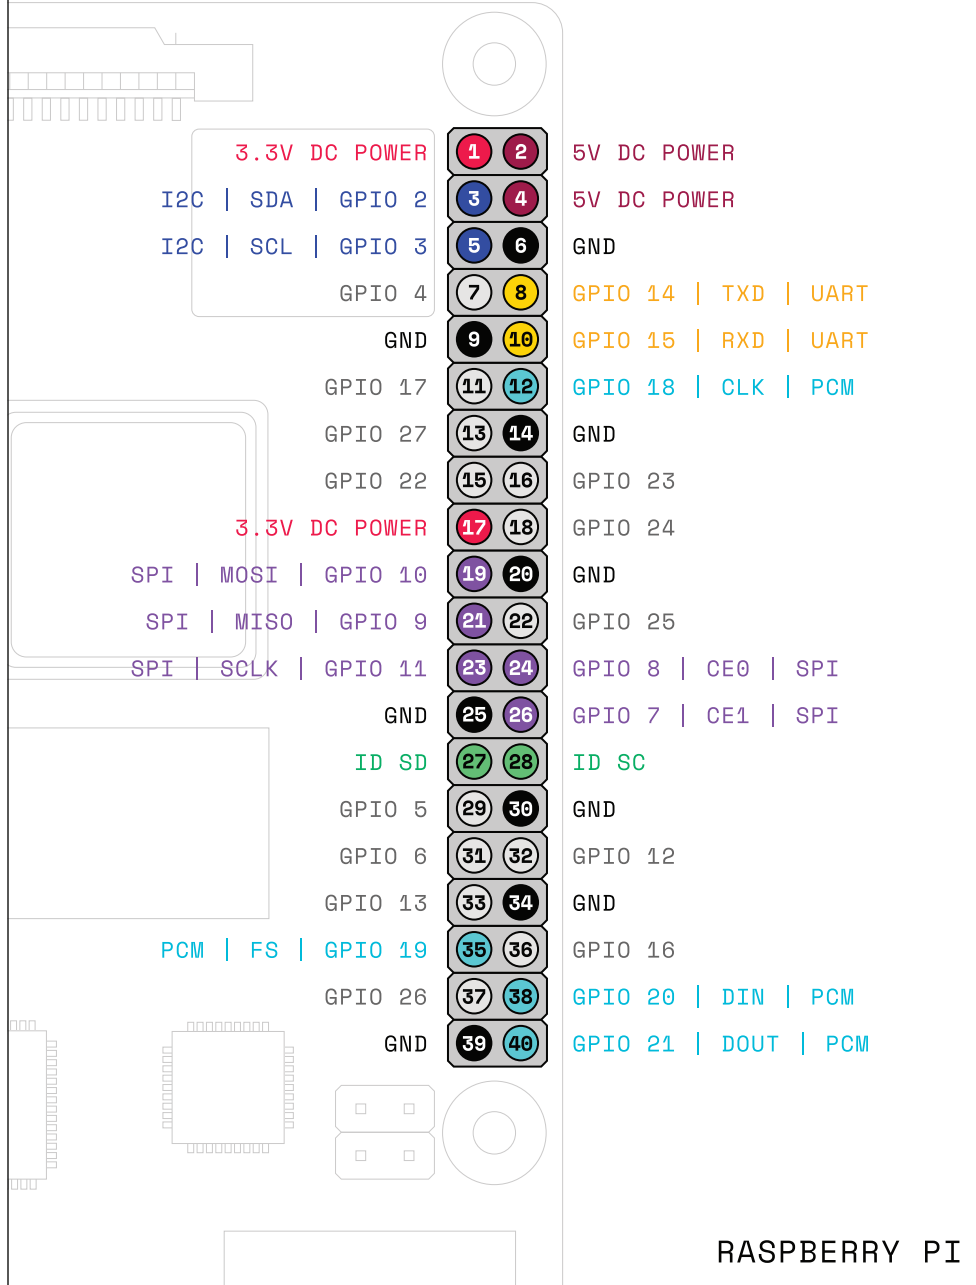 3.3V DC POWER 1 2 5V DC POWER
I2C | SDA | GPIO 2 3 4 5V DC POWER
I2C | SCL | GPIO 3 5 6 GND
GPIO 4 7 8 GPIO 14 | TXD | UART
GND 9 10 GPIO 15 | RXD | UART
GPIO 17 11 12 GPIO 18 | CLK | PCM
GPIO 27 13 14 GND
GPIO 22 15 16 GPIO 23
3.3V DC POWER 17 18 GPIO 24
SPI | MOSI | GPIO 10 19 20 GND
SPI | MISO | GPIO 9 21 22 GPIO 25
SPI | SCLK | GPIO 11 23 24 GPIO 8 | CE0 | SPI
GND 25 26 GPIO 7 | CE1 | SPI
ID SD 27 28 ID SC
GPIO 5 29 30 GND
GPIO 6 31 32 GPIO 12
GPIO 13 33 34 GND
PCM | FS | GPIO 19 35 36 GPIO 16
GPIO 26 37 38 GPIO 20 | DIN | PCM
GND 39 40 GPIO 21 | DOUT | PCM
RASPBERRY PI